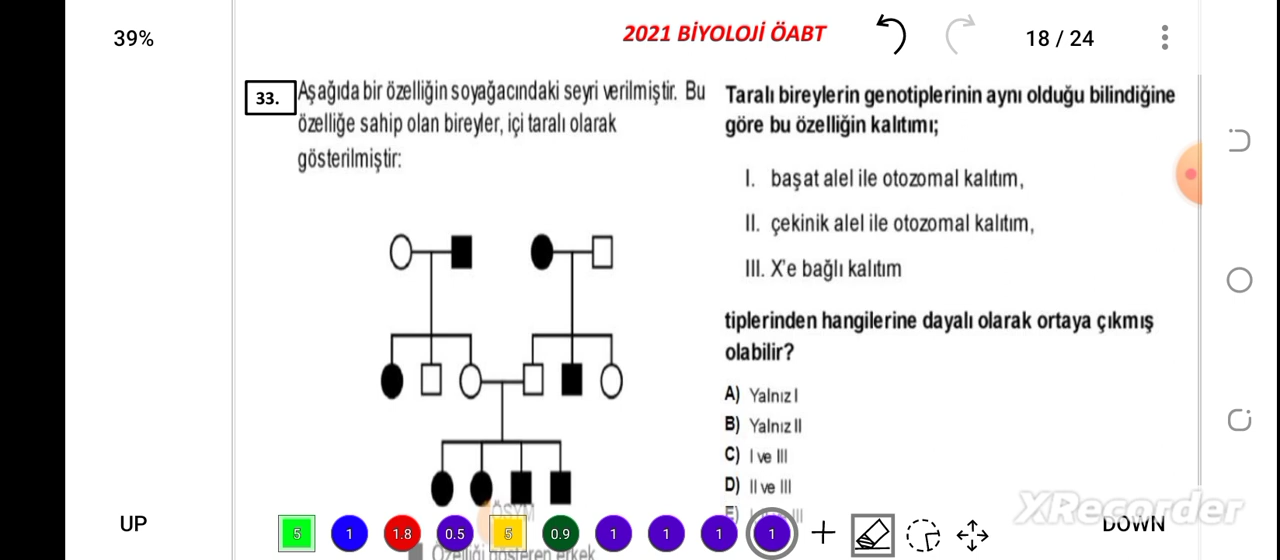 39%
2021 BİYOLOJİ ÖABT
18 / 24
33.
Aşağıda bir özelliğin soyağacındaki seyri verilmiştir. Bu
özelliğe sahip olan bireyler, içi taralı olarak
gösterilmiştir:
Taralı bireylerin genotiplerinin aynı olduğu bilindiğine
göre bu özelliğin kalıtımı;
I. başat alel ile otozomal kalıtım,
II. çekinik alel ile otozomal kalıtım,
III. X'e bağlı kalıtım
tiplerinden hangilerine dayalı olarak ortaya çıkmış
olabilir?
A) Yalnız I
B) Yalnız II
C) I ve III
D) II ve III
E)
ÖSYM
Özelliği gösteren erkek
UP
5 1 1.8 0.5 5 0.9 1 1 1 1
XRecorder
DOWN